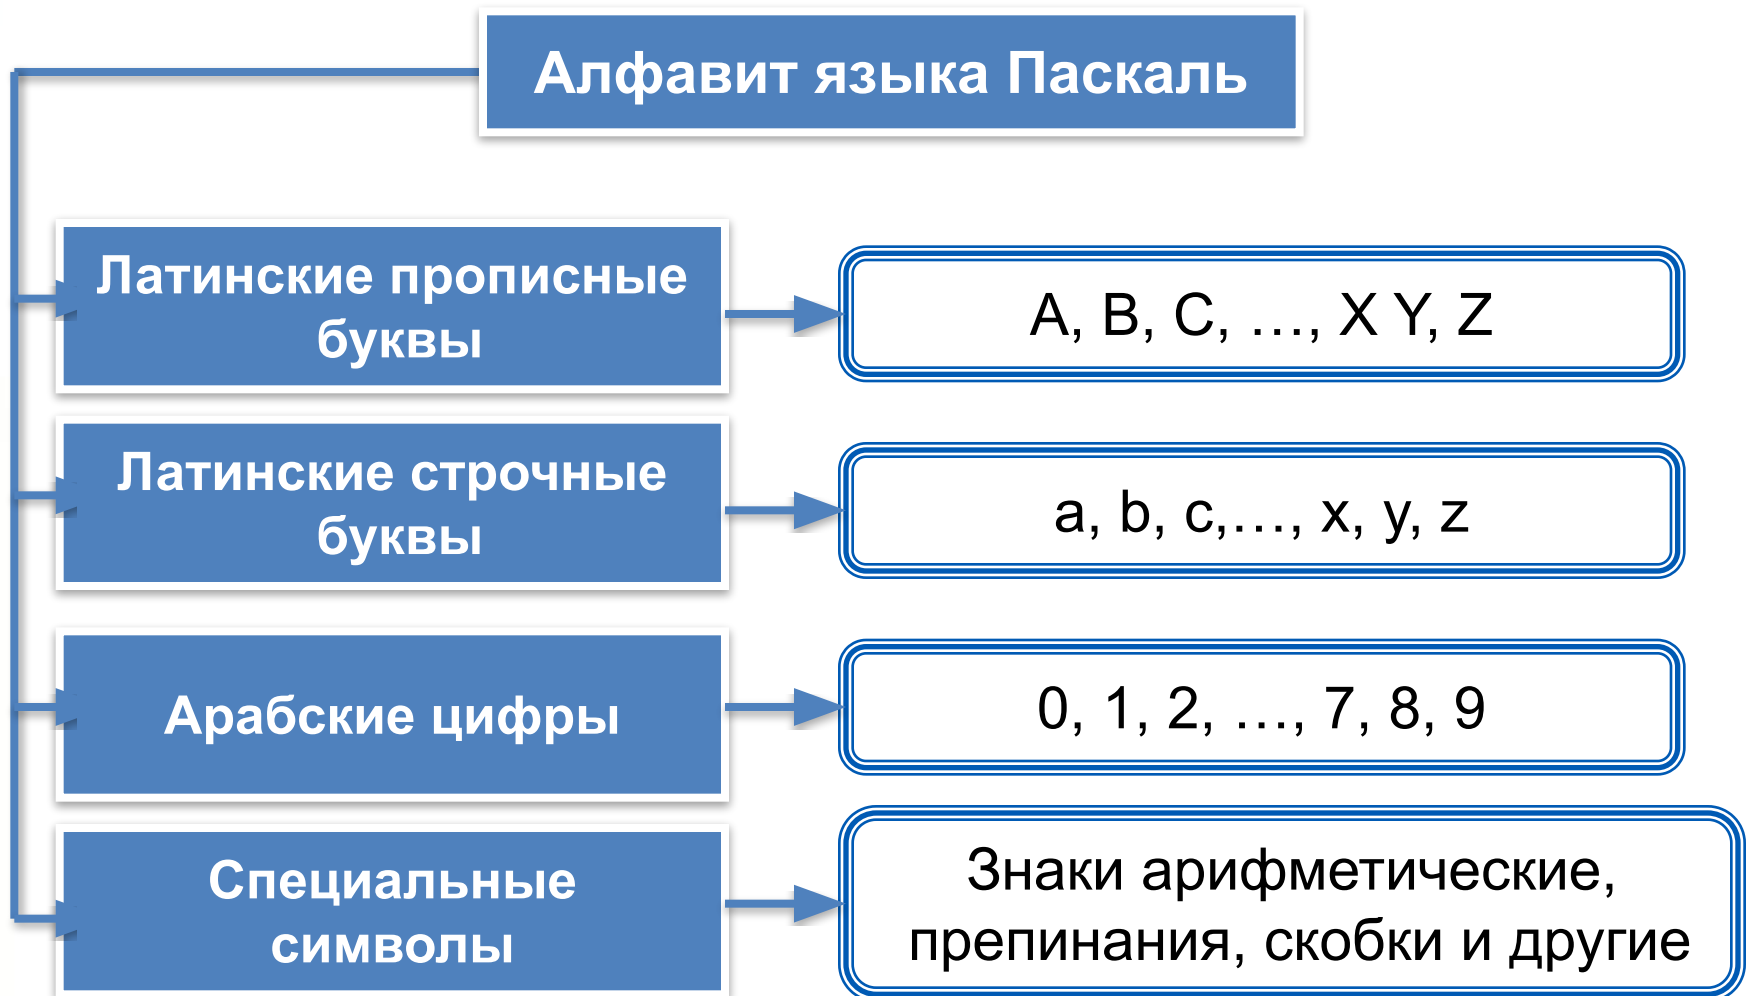 Алфавит языка Паскаль
Латинские прописные
буквы
A, B, C, …, X Y, Z
Латинские строчные
буквы
a, b, c,…, x, y, z
Арабские цифры
0, 1, 2, …, 7, 8, 9
Специальные
символы
Знаки арифметические,
препинания, скобки и другие